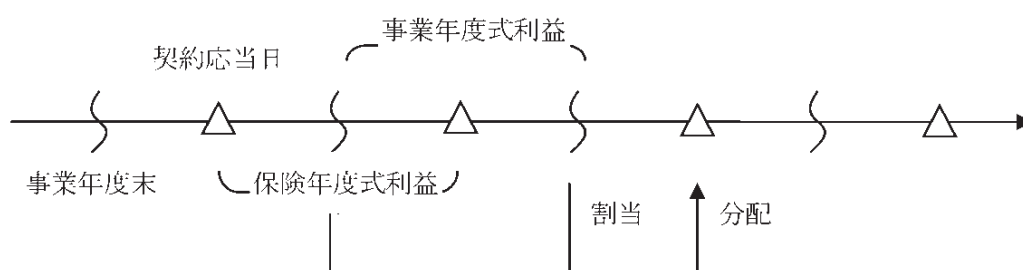 事業年度式利益
契約応当日
事業年度末
保険年度式利益
割当
分配